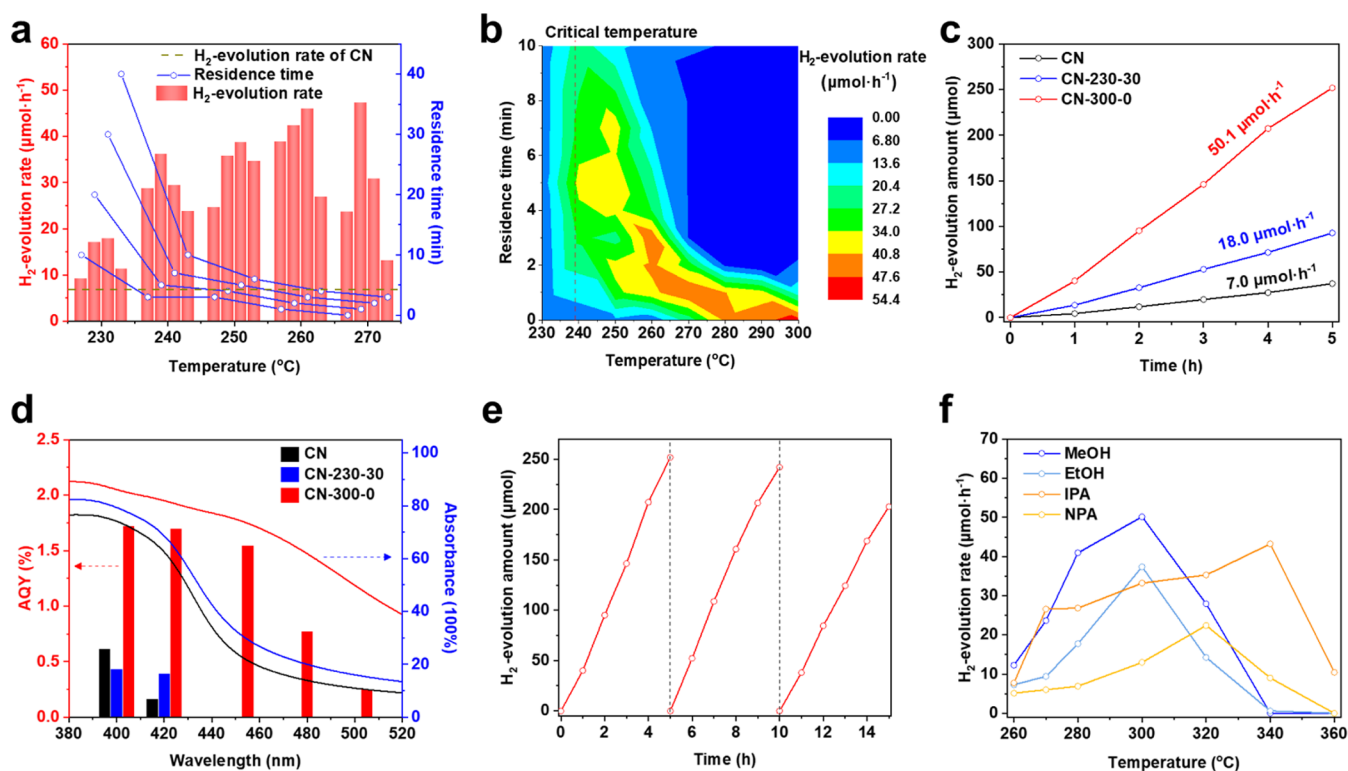 a
H₂-evolution rate of CN
Residence time
H₂-evolution rate
H₂-evolution rate (μmol·h⁻¹)
60
50
40
30
20
10
0
230
240
250
260
270
Temperature (°C)
40
30
20
10
0
Residence time (min)
b
Critical temperature
Residence time (min)
10
8
6
4
2
0
230
240
250
260
270
280
290
300
Temperature (°C)
H₂-evolution rate
(μmol·h⁻¹)
0.00
6.80
13.6
20.4
27.2
34.0
40.8
47.6
54.4
c
CN
CN-230-30
CN-300-0
H₂-evolution amount (μmol)
300
250
200
150
100
50
0
50.1 μmol·h⁻¹
18.0 μmol·h⁻¹
7.0 μmol·h⁻¹
0
1
2
3
4
5
Time (h)
d
CN
CN-230-30
CN-300-0
AQY (%)
2.5
2.0
1.5
1.0
0.5
0.0
380
400
420
440
460
480
500
520
Wavelength (nm)
100
80
60
40
20
0
Absorbance (100%)
e
H₂-evolution amount (μmol)
400
350
300
250
200
150
100
50
0
0
2
4
6
8
10
12
14
Time (h)
f
MeOH
EtOH
IPA
NPA
H₂-evolution rate (μmol·h⁻¹)
70
60
50
40
30
20
10
0
260
280
300
320
340
360
Temperature (°C)